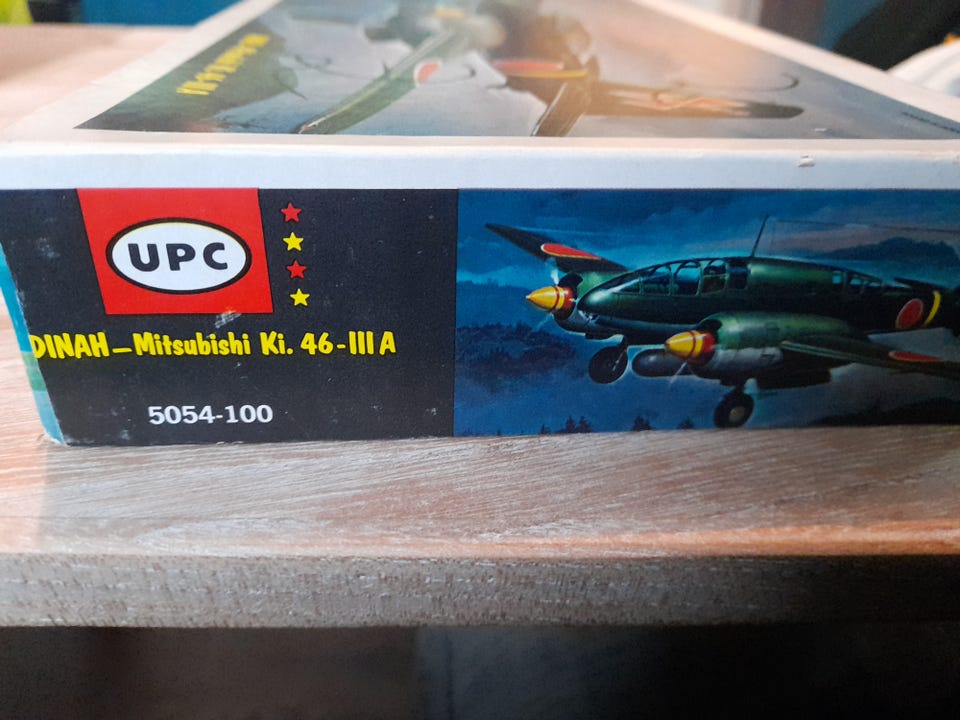 UPC
DINAH-Mitsubishi Ki. 46-III A
5054-100